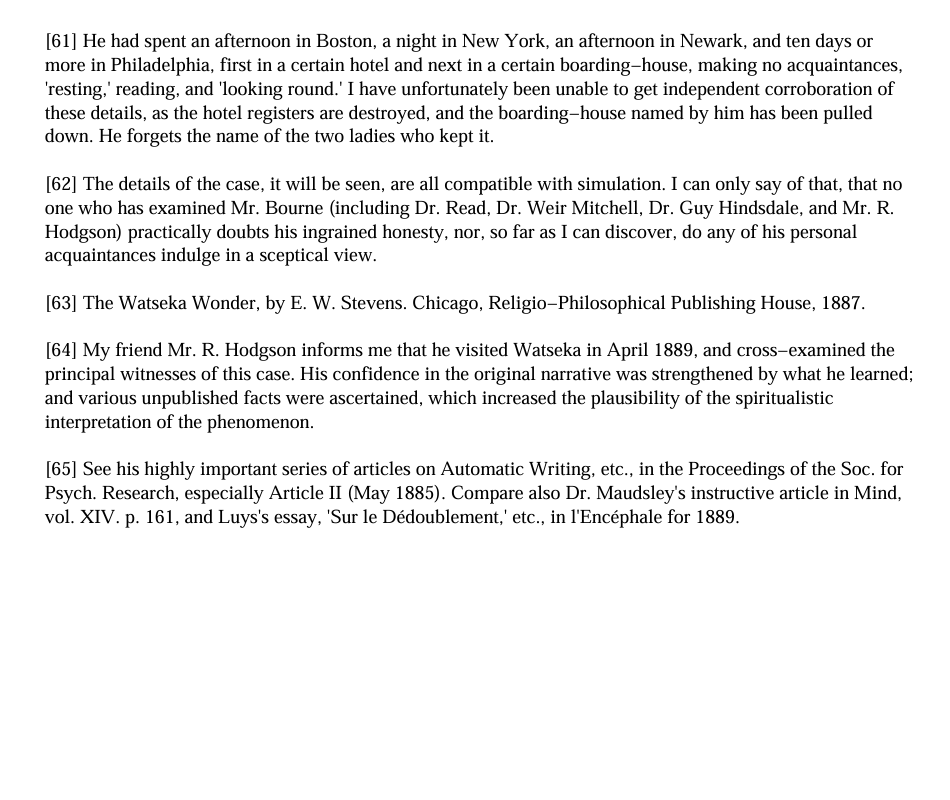 [61] He had spent an afternoon in Boston, a night in New York, an afternoon in Newark, and ten days or
more in Philadelphia, first in a certain hotel and next in a certain boarding−house, making no acquaintances,
'resting,' reading, and 'looking round.' I have unfortunately been unable to get independent corroboration of
these details, as the hotel registers are destroyed, and the boarding−house named by him has been pulled
down. He forgets the name of the two ladies who kept it.
[62] The details of the case, it will be seen, are all compatible with simulation. I can only say of that, that no
one who has examined Mr. Bourne (including Dr. Read, Dr. Weir Mitchell, Dr. Guy Hindsdale, and Mr. R.
Hodgson) practically doubts his ingrained honesty, nor, so far as I can discover, do any of his personal
acquaintances indulge in a sceptical view.
[63] The Watseka Wonder, by E. W. Stevens. Chicago, Religio−Philosophical Publishing House, 1887.
[64] My friend Mr. R. Hodgson informs me that he visited Watseka in April 1889, and cross−examined the
principal witnesses of this case. His confidence in the original narrative was strengthened by what he learned;
and various unpublished facts were ascertained, which increased the plausibility of the spiritualistic
interpretation of the phenomenon.
[65] See his highly important series of articles on Automatic Writing, etc., in the Proceedings of the Soc. for
Psych. Research, especially Article II (May 1885). Compare also Dr. Maudsley's instructive article in Mind,
vol. XIV. p. 161, and Luys's essay, 'Sur le Dédoublement,' etc., in l'Encéphale for 1889.